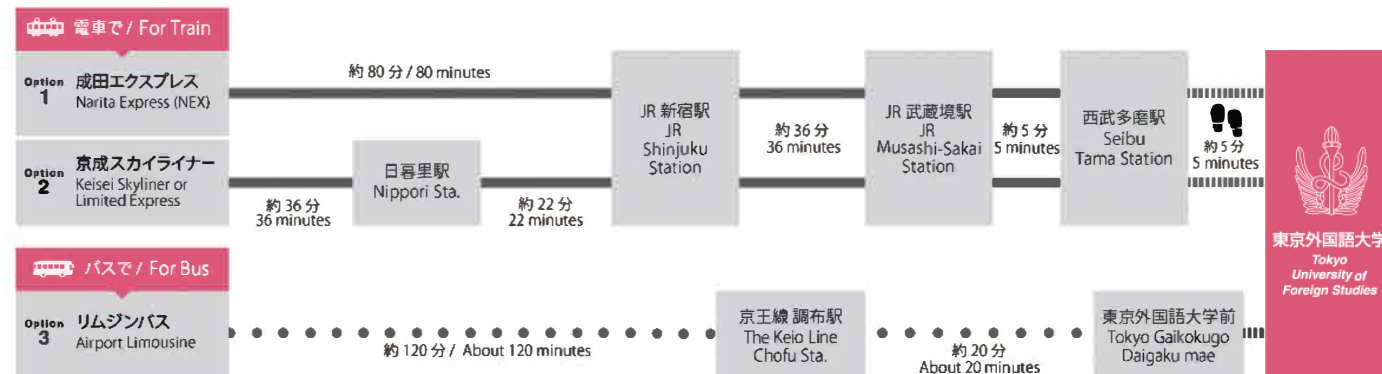 電車で / For Train
Option 1
成田エクスプレス
Narita Express (NEX)
約 80 分 / 80 minutes
Option 2
京成スカイライナー
Keisei Skyliner or
Limited Express
約 36 分
36 minutes
日暮里駅
Nippori Sta.
約 22 分
22 minutes
JR 新宿駅
JR
Shinjuku
Station
約 36 分
36 minutes
JR 武蔵境駅
JR
Musashi-Sakai
Station
約 5 分
5 minutes
西武多磨駅
Seibu
Tama Station
約 5 分
5 minutes
東京外国語大学
Tokyo
University of
Foreign Studies
バスで / For Bus
Option 3
リムジンバス
Airport Limousine
約 120 分 / About 120 minutes
京王線 調布駅
The Keio Line
Chofu Sta.
約 20 分
About 20 minutes
東京外国語大学前
Tokyo Gaikokugo
Daigaku mae